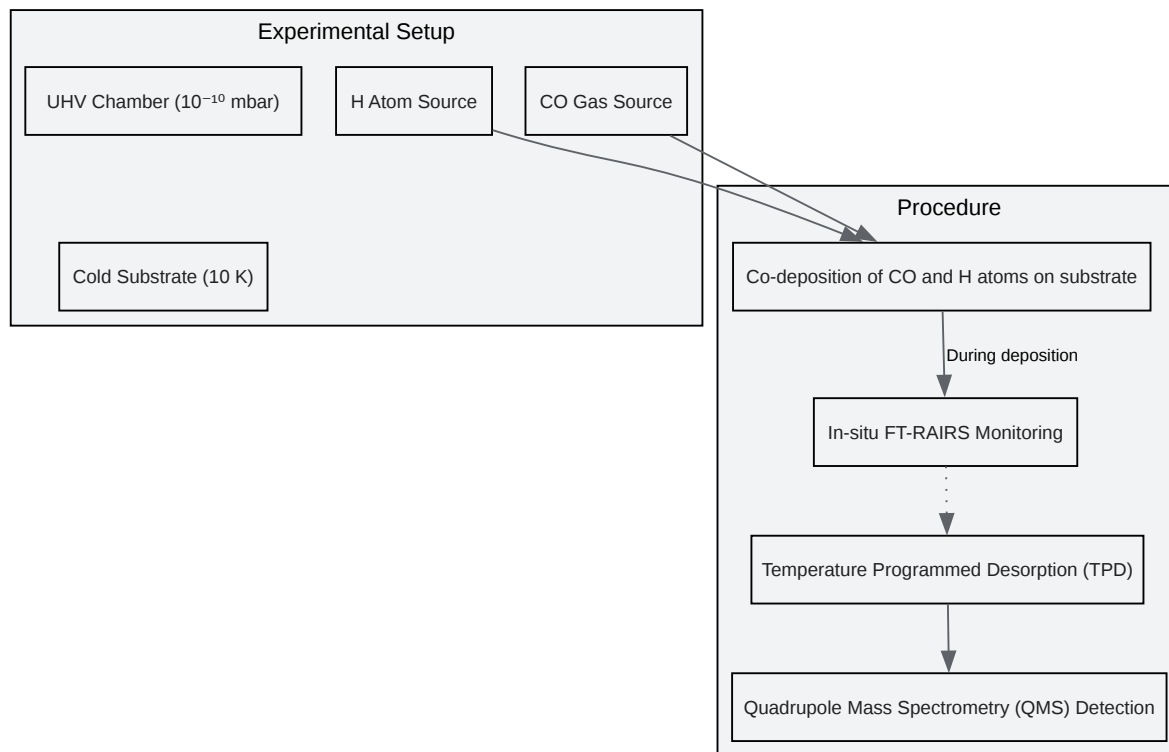 Experimental Setup
UHV Chamber (10⁻¹⁰ mbar)
H Atom Source
CO Gas Source
Cold Substrate (10 K)
Procedure
Co-deposition of CO and H atoms on substrate
During deposition
In-situ FT-RAIRS Monitoring
Temperature Programmed Desorption (TPD)
Quadrupole Mass Spectrometry (QMS) Detection